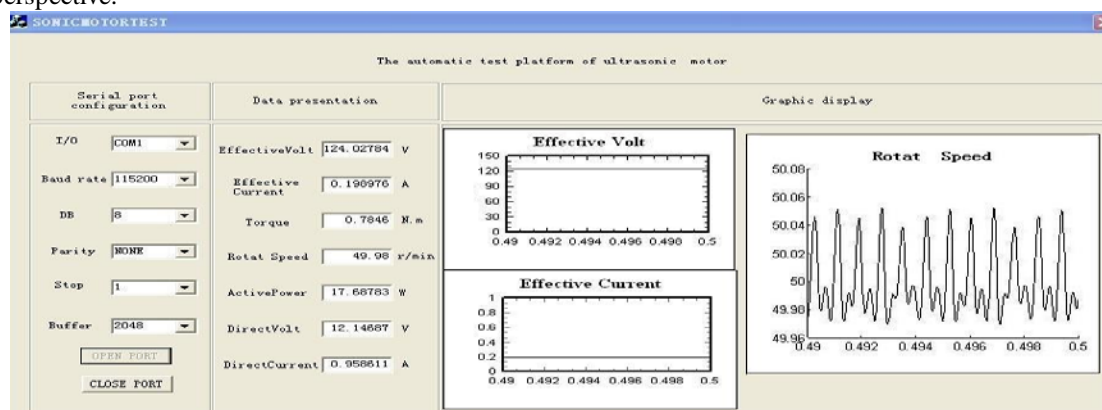 perspective.
SONICMOTORTEST
The automatic test platform of ultrasonic motor
Serial port
configuration
Data presentation
Graphic display
I/O COM1
Baud rate 115200
DB 8
Parity NONE
Stop 1
Buffer 2048
OPEN PORT
CLOSE PORT
EffectiveVolt 124.02784 V
Effective
Current 0.198976 A
Torque 0.7846 N.m
Rotat Speed 49.98 r/min
ActivePower 17.68783 W
DirectVolt 12.14687 V
DirectCurrent 0.958611 A
Effective Volt
150
120
90
60
30
0
0.49 0.492 0.494 0.496 0.498 0.5
Effective Current
1
0.8
0.6
0.4
0.2
0
0.49 0.492 0.494 0.496 0.498 0.5
Rotat Speed
50.08
50.06
50.04
50.02
50
49.98
49.96
0.49 0.492 0.494 0.496 0.498 0.5